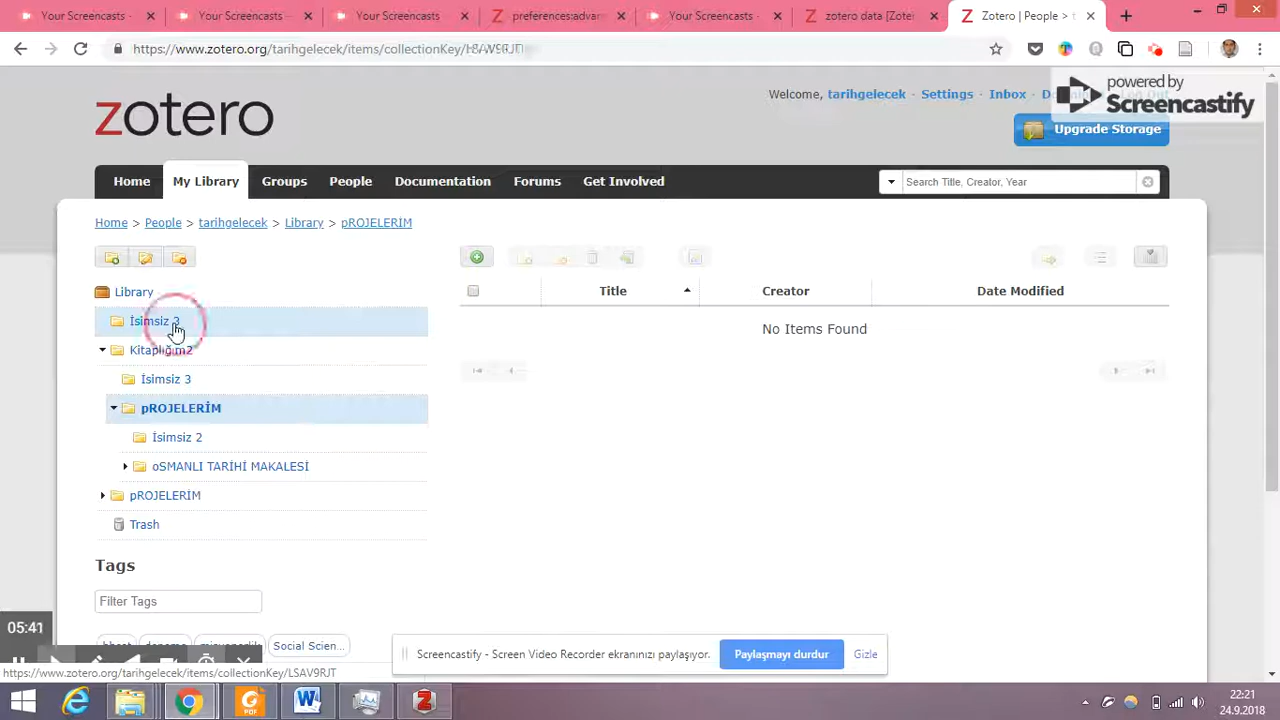 Your Screencasts
Your Screencasts
Your Screencasts
preferences:advan
Your Screencasts
zotero data [Zoter
Zotero | People >
https://www.zotero.org/tarihgelecek/items/collectionKey/
powered by
Screencastify
Welcome, tarihgelecek · Settings · Inbox ·
zotero
Upgrade Storage
Home My Library Groups People Documentation Forums Get Involved
Search Title, Creator, Year
Home > People > tarihgelecek > Library > pROJELERİM
Library
Title Creator Date Modified
İsimsiz 3
No Items Found
Kitaplığım2
İsimsiz 3
pROJELERİM
İsimsiz 2
oSMANLI TARİHİ MAKALESİ
pROJELERİM
Trash
Tags
Filter Tags
05:41
Social Scien...
Screencastify - Screen Video Recorder ekranınızı paylaşıyor. Paylaşmayı durdur Gizle
https://www.zotero.org/tarihgelecek/items/collectionKey/LSAV9RJT
22:21
24.9.2018